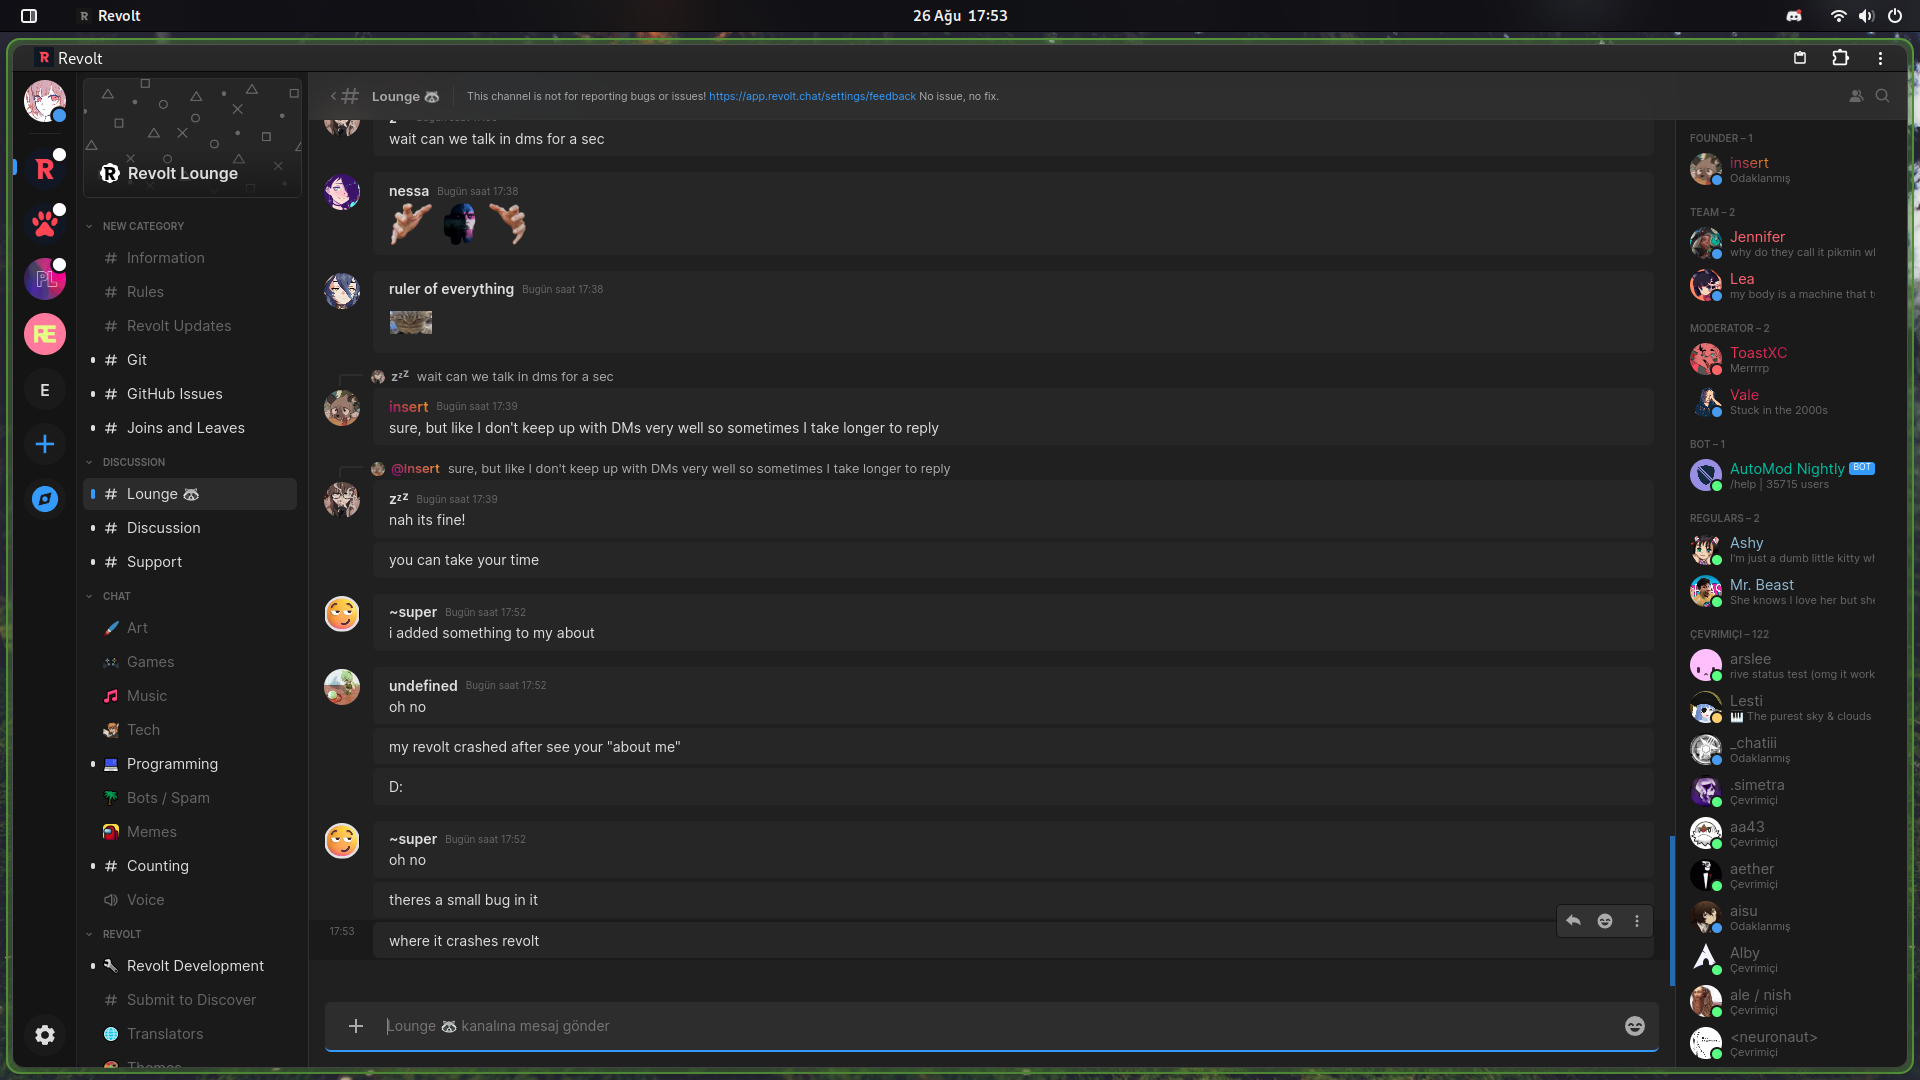 Revolt
26 Ağu 17:53
Revolt
Revolt Lounge
NEW CATEGORY
Information
Rules
Revolt Updates
Git
GitHub Issues
Joins and Leaves
DISCUSSION
Lounge 🦝
Discussion
Support
CHAT
Art
Games
Music
Tech
Programming
Bots / Spam
Memes
Counting
Voice
REVOLT
Revolt Development
Submit to Discover
Translators
PL
RE
E
Lounge 🦝
This channel is not for reporting bugs or issues! https://app.revolt.chat/settings/feedback No issue, no fix.
wait can we talk in dms for a sec
nessa Bugün saat 17:38
ruler of everything Bugün saat 17:38
zzz wait can we talk in dms for a sec
insert Bugün saat 17:39
sure, but like I don't keep up with DMs very well so sometimes I take longer to reply
@insert sure, but like I don't keep up with DMs very well so sometimes I take longer to reply
zzz Bugün saat 17:39
nah its fine!
you can take your time
~super Bugün saat 17:52
i added something to my about
undefined Bugün saat 17:52
oh no
my revolt crashed after see your "about me"
D:
~super Bugün saat 17:52
oh no
theres a small bug in it
17:53
where it crashes revolt
Lounge 🦝 kanalına mesaj gönder
FOUNDER – 1
insert
Odaklanmış
TEAM – 2
Jennifer
why do they call it pikmin
Lea
my body is a machine that
MODERATOR – 2
ToastXC
Merrrrp
Vale
Stuck in the 2000s
BOT – 1
AutoMod Nightly BOT
/help | 35715 users
REGULARS – 2
Ashy
I'm just a dumb little kitty
Mr. Beast
She knows I love her but
ÇEVRIMIÇI – 122
arslee
rive status test (omg it work
Lesti
🎹 The purest sky & clouds
_chatiii
Odaklanmış
.simetra
Çevrimiçi
aa43
Çevrimiçi
aether
Çevrimiçi
aisu
Odaklanmış
Alby
Çevrimiçi
ale / nish
Çevrimiçi
<neuronaut>
Çevrimiçi